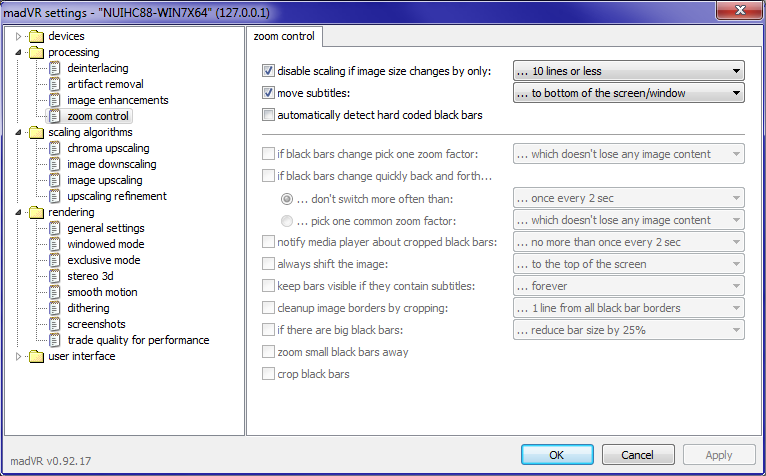 madVR settings - "NUIHC88-WIN7X64" (127.0.0.1)
devices
processing
deinterlacing
artifact removal
image enhancements
zoom control
scaling algorithms
chroma upscaling
image downscaling
image upscaling
upscaling refinement
rendering
general settings
windowed mode
exclusive mode
stereo 3d
smooth motion
dithering
screenshots
trade quality for performance
user interface
zoom control
disable scaling if image size changes by only: ... 10 lines or less
move subtitles: ... to bottom of the screen/window
automatically detect hard coded black bars
if black bars change pick one zoom factor: ... which doesn't lose any image content
if black bars change quickly back and forth...
... don't switch more often than: ... once every 2 sec
... pick one common zoom factor: ... which doesn't lose any image content
notify media player about cropped black bars: ... no more than once every 2 sec
always shift the image: ... to the top of the screen
keep bars visible if they contain subtitles: ... forever
cleanup image borders by cropping: ... 1 line from all black bar borders
if there are big black bars: ... reduce bar size by 25%
zoom small black bars away
crop black bars
madVR v0.92.17
OK Cancel Apply